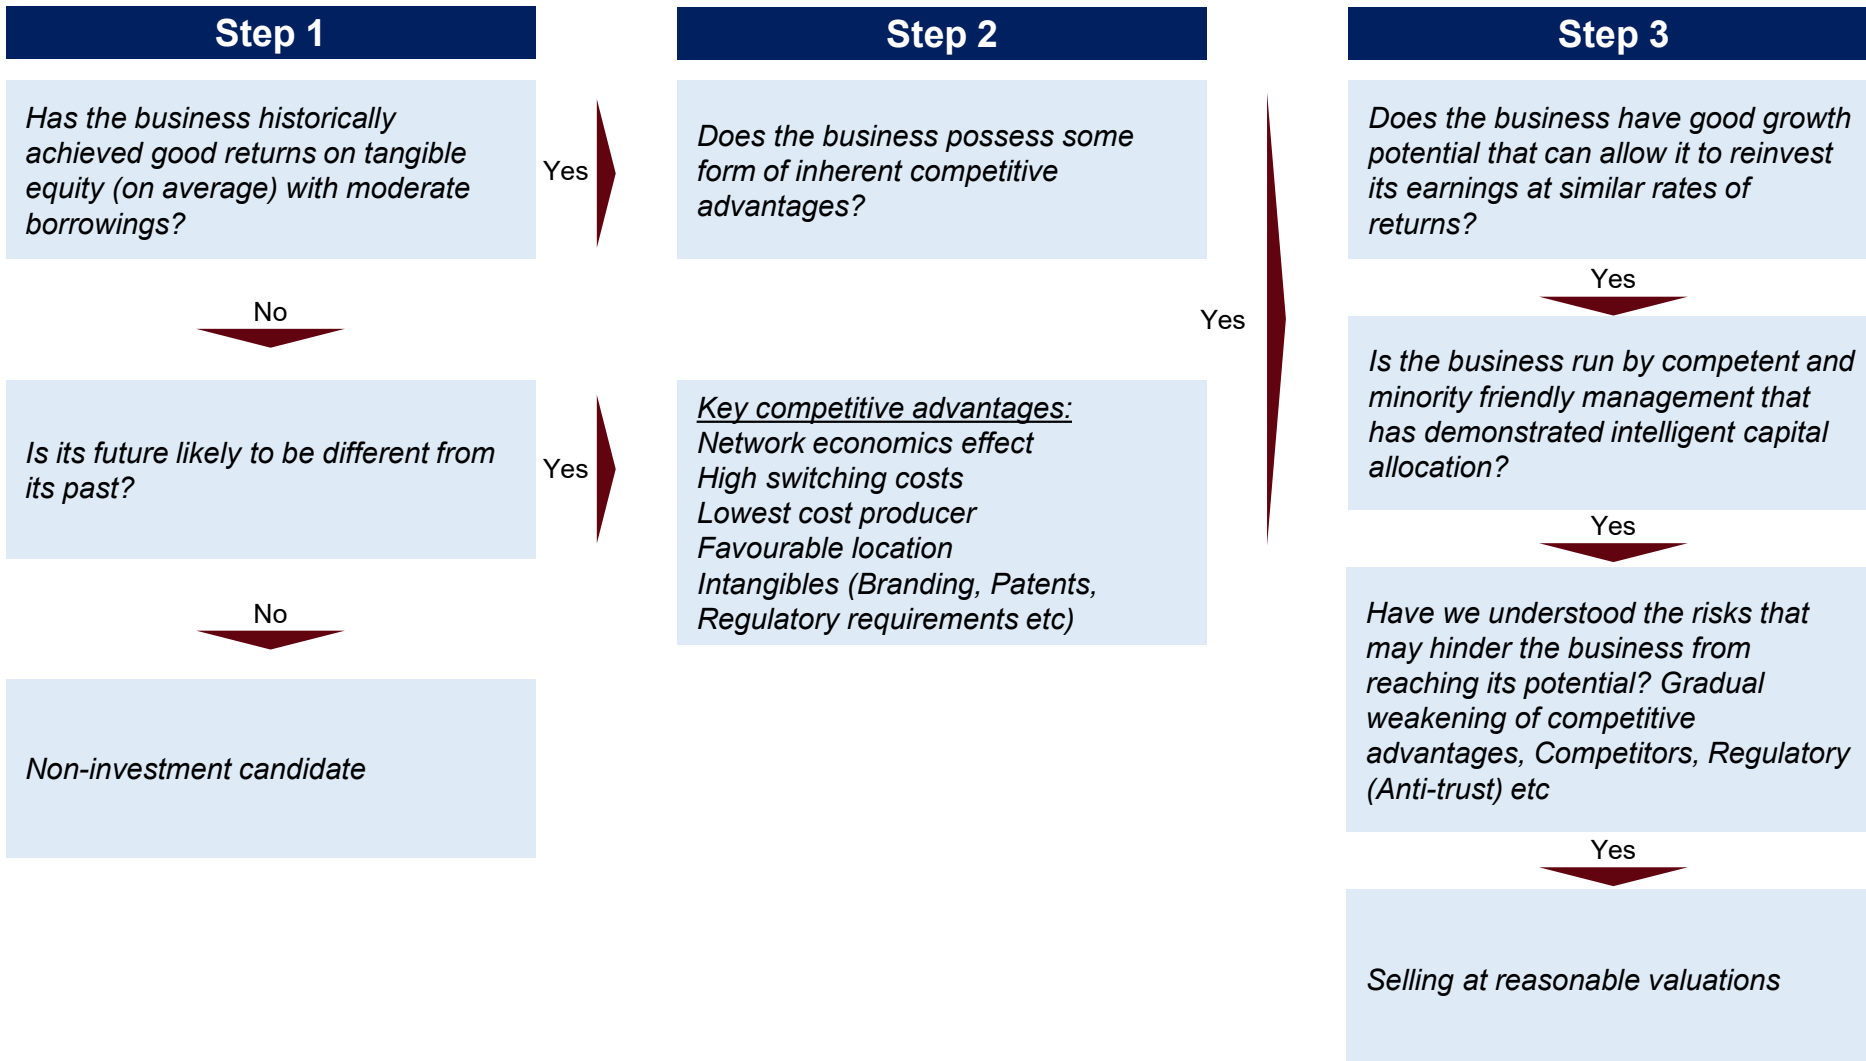 Step 1
Has the business historically
achieved good returns on tangible
equity (on average) with moderate
borrowings?
Yes
No
Is its future likely to be different from
its past?
Yes
No
Non-investment candidate
Step 2
Does the business possess some
form of inherent competitive
advantages?
Key competitive advantages:
Network economics effect
High switching costs
Lowest cost producer
Favourable location
Intangibles (Branding, Patents,
Regulatory requirements etc)
Yes
Step 3
Does the business have good growth
potential that can allow it to reinvest
its earnings at similar rates of
returns?
Yes
Is the business run by competent and
minority friendly management that
has demonstrated intelligent capital
allocation?
Yes
Have we understood the risks that
may hinder the business from
reaching its potential? Gradual
weakening of competitive
advantages, Competitors, Regulatory
(Anti-trust) etc
Yes
Selling at reasonable valuations